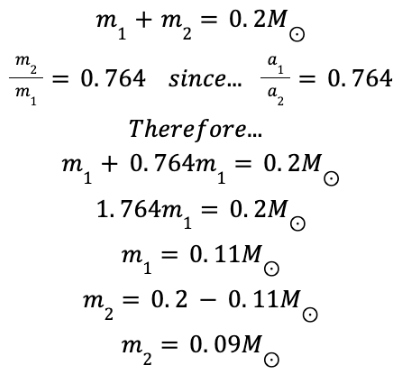 m₁ + m₂ = 0.2M☉
m₂/m₁ = 0.764 since... a₁/a₂ = 0.764
Therefore...
m₁ + 0.764m₁ = 0.2M☉
1.764m₁ = 0.2M☉
m₁ = 0.11M☉
m₂ = 0.2 − 0.11M☉
m₂ = 0.09M☉